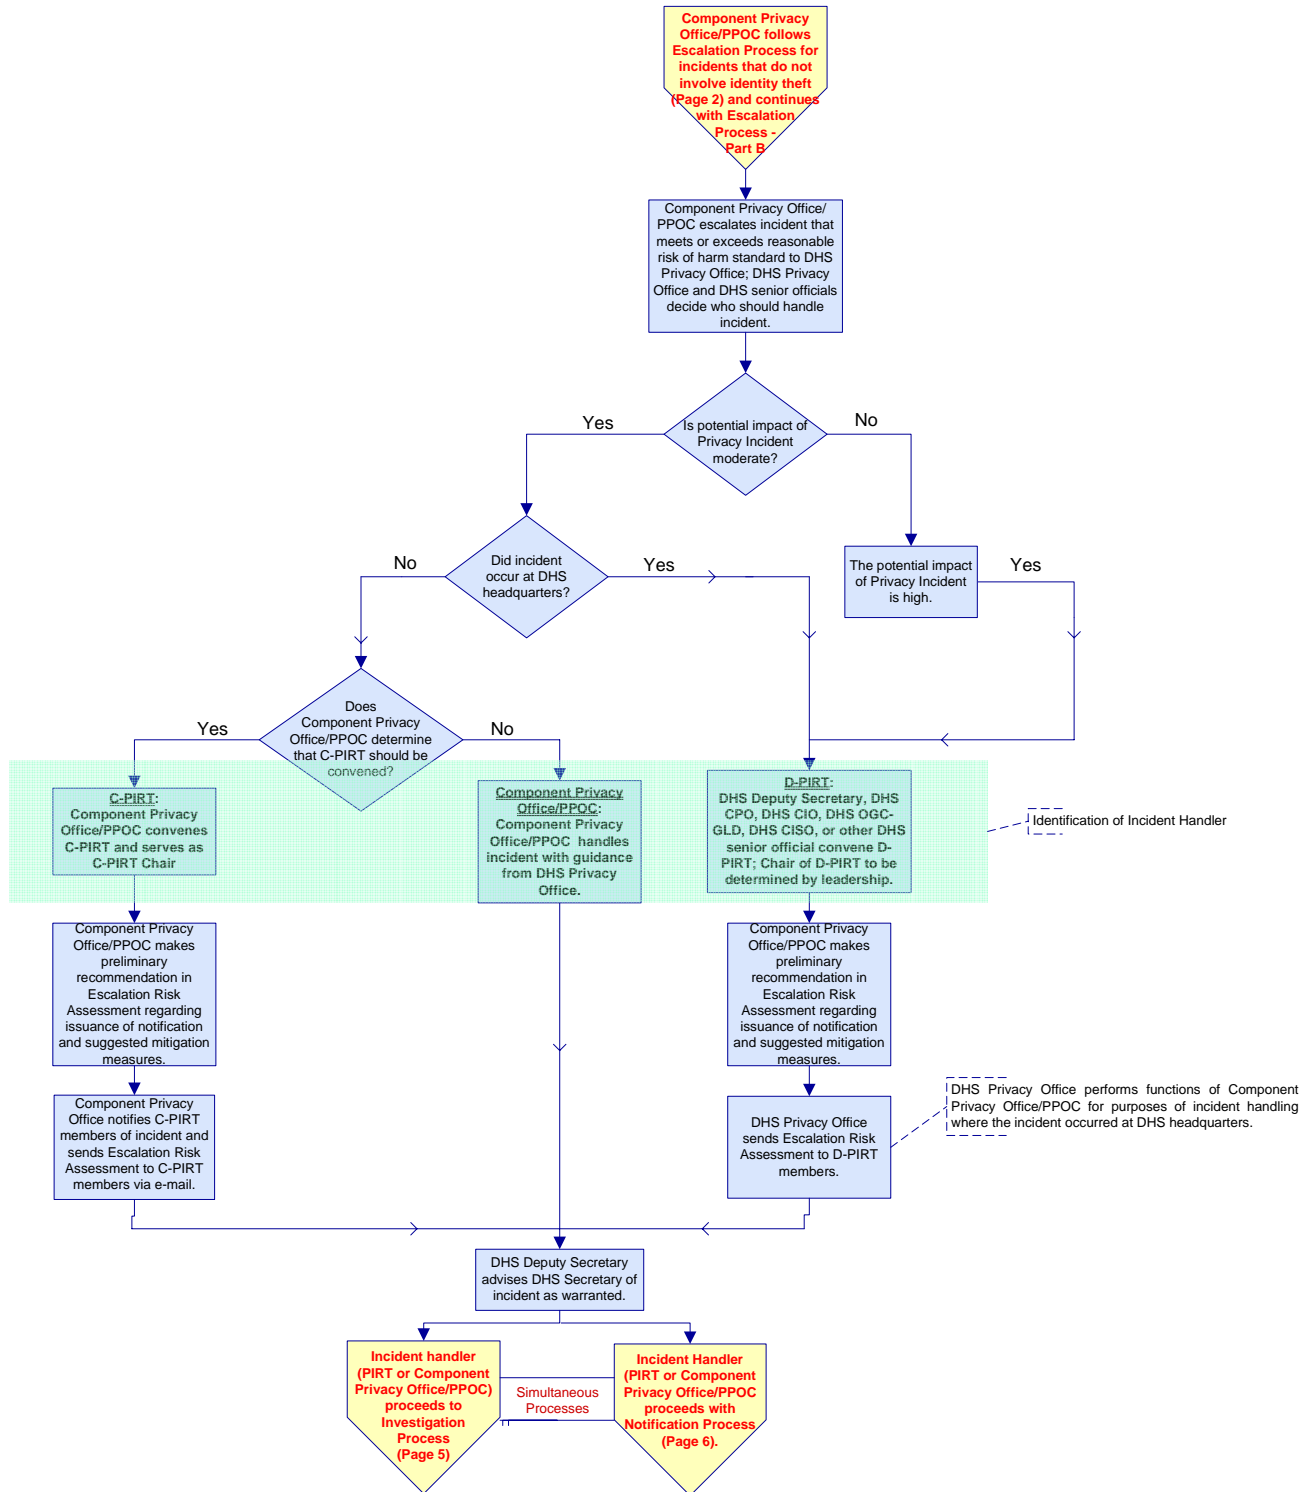 Component Privacy
Office/PPOC follows
Escalation Process for
incidents that do not
involve identity theft
(Page 2) and continues
with Escalation
Process -
Part B
Component Privacy Office/
PPOC escalates incident that
meets or exceeds reasonable
risk of harm standard to DHS
Privacy Office; DHS Privacy
Office and DHS senior officials
decide who should handle
incident.
Is potential impact of
Privacy Incident
moderate?
Yes
No
Did incident
occur at DHS
headquarters?
No
Yes
The potential impact
of Privacy Incident
is high.
Yes
Does
Component Privacy
Office/PPOC determine
that C-PIRT should be
convened?
Yes
No
C-PIRT:
Component Privacy
Office/PPOC convenes
C-PIRT and serves as
C-PIRT Chair
Component Privacy
Office/PPOC:
Component Privacy
Office/PPOC handles
incident with guidance
from DHS Privacy
Office.
D-PIRT:
DHS Deputy Secretary, DHS
CPO, DHS CIO, DHS OGC-
GLD, DHS CISO, or other DHS
senior official convene D-
PIRT; Chair of D-PIRT to be
determined by leadership.
Identification of Incident Handler
Component Privacy
Office/PPOC makes
preliminary
recommendation in
Escalation Risk
Assessment regarding
issuance of notification
and suggested mitigation
measures.
Component Privacy
Office/PPOC makes
preliminary
recommendation in
Escalation Risk
Assessment regarding
issuance of notification
and suggested mitigation
measures.
Component Privacy
Office notifies C-PIRT
members of incident and
sends Escalation Risk
Assessment to C-PIRT
members via e-mail.
DHS Privacy Office
sends Escalation Risk
Assessment to D-PIRT
members.
DHS Privacy Office performs functions of Component
Privacy Office/PPOC for purposes of incident handling
where the incident occurred at DHS headquarters.
DHS Deputy Secretary
advises DHS Secretary of
incident as warranted.
Incident handler
(PIRT or Component
Privacy Office/PPOC)
proceeds to
Investigation
Process
(Page 5)
Simultaneous
Processes
Incident Handler
(PIRT or Component
Privacy Office/PPOC
proceeds with
Notification Process
(Page 6).